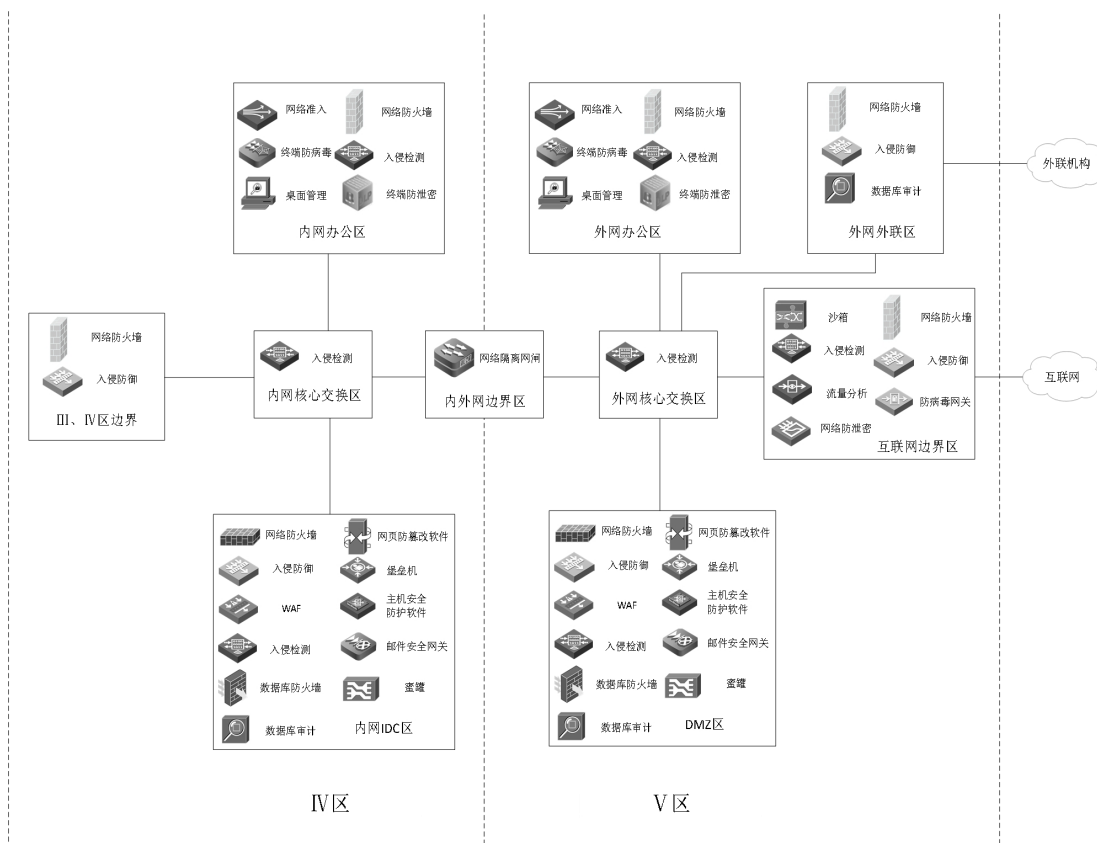 网络准入
网络防火墙
终端防病毒
入侵检测
桌面管理
终端防泄密
内网办公区
网络准入
网络防火墙
终端防病毒
入侵检测
桌面管理
终端防泄密
外网办公区
网络防火墙
入侵防御
数据库审计
外网外联区
外联机构
网络防火墙
入侵防御
Ⅲ、Ⅳ区边界
入侵检测
内网核心交换区
网络隔离网闸
内外网边界区
入侵检测
外网核心交换区
沙箱
网络防火墙
入侵检测
入侵防御
流量分析
防病毒网关
网络防泄密
互联网边界区
互联网
网络防火墙
网页防篡改软件
入侵防御
堡垒机
WAF
主机安全
防护软件
入侵检测
邮件安全网关
数据库防火墙
蜜罐
数据库审计
内网IDC区
网络防火墙
网页防篡改软件
入侵防御
堡垒机
WAF
主机安全
防护软件
入侵检测
邮件安全网关
数据库防火墙
蜜罐
数据库审计
DMZ区
Ⅳ区
Ⅴ区